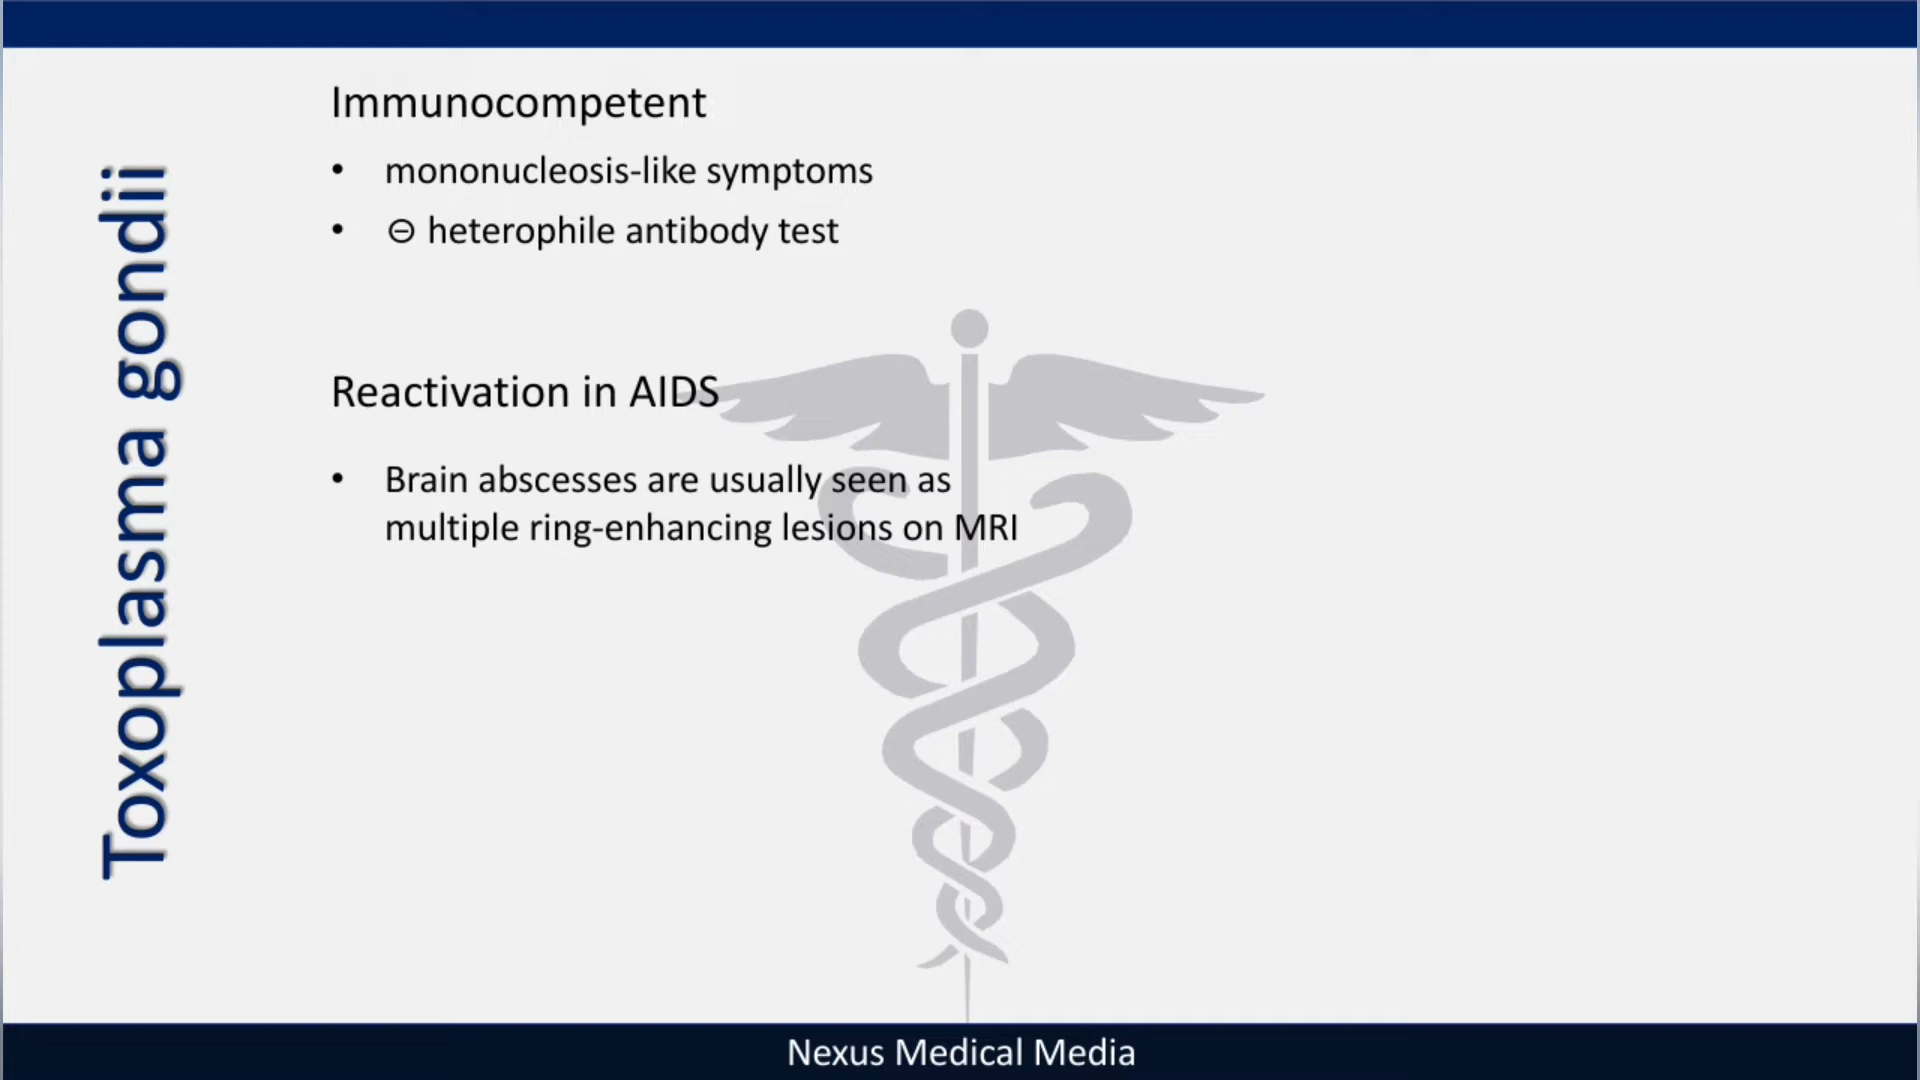 Toxoplasma gondii
Immunocompetent
• mononucleosis-like symptoms
• ⊖ heterophile antibody test
Reactivation in AIDS
• Brain abscesses are usually seen as
multiple ring-enhancing lesions on MRI
Nexus Medical Media